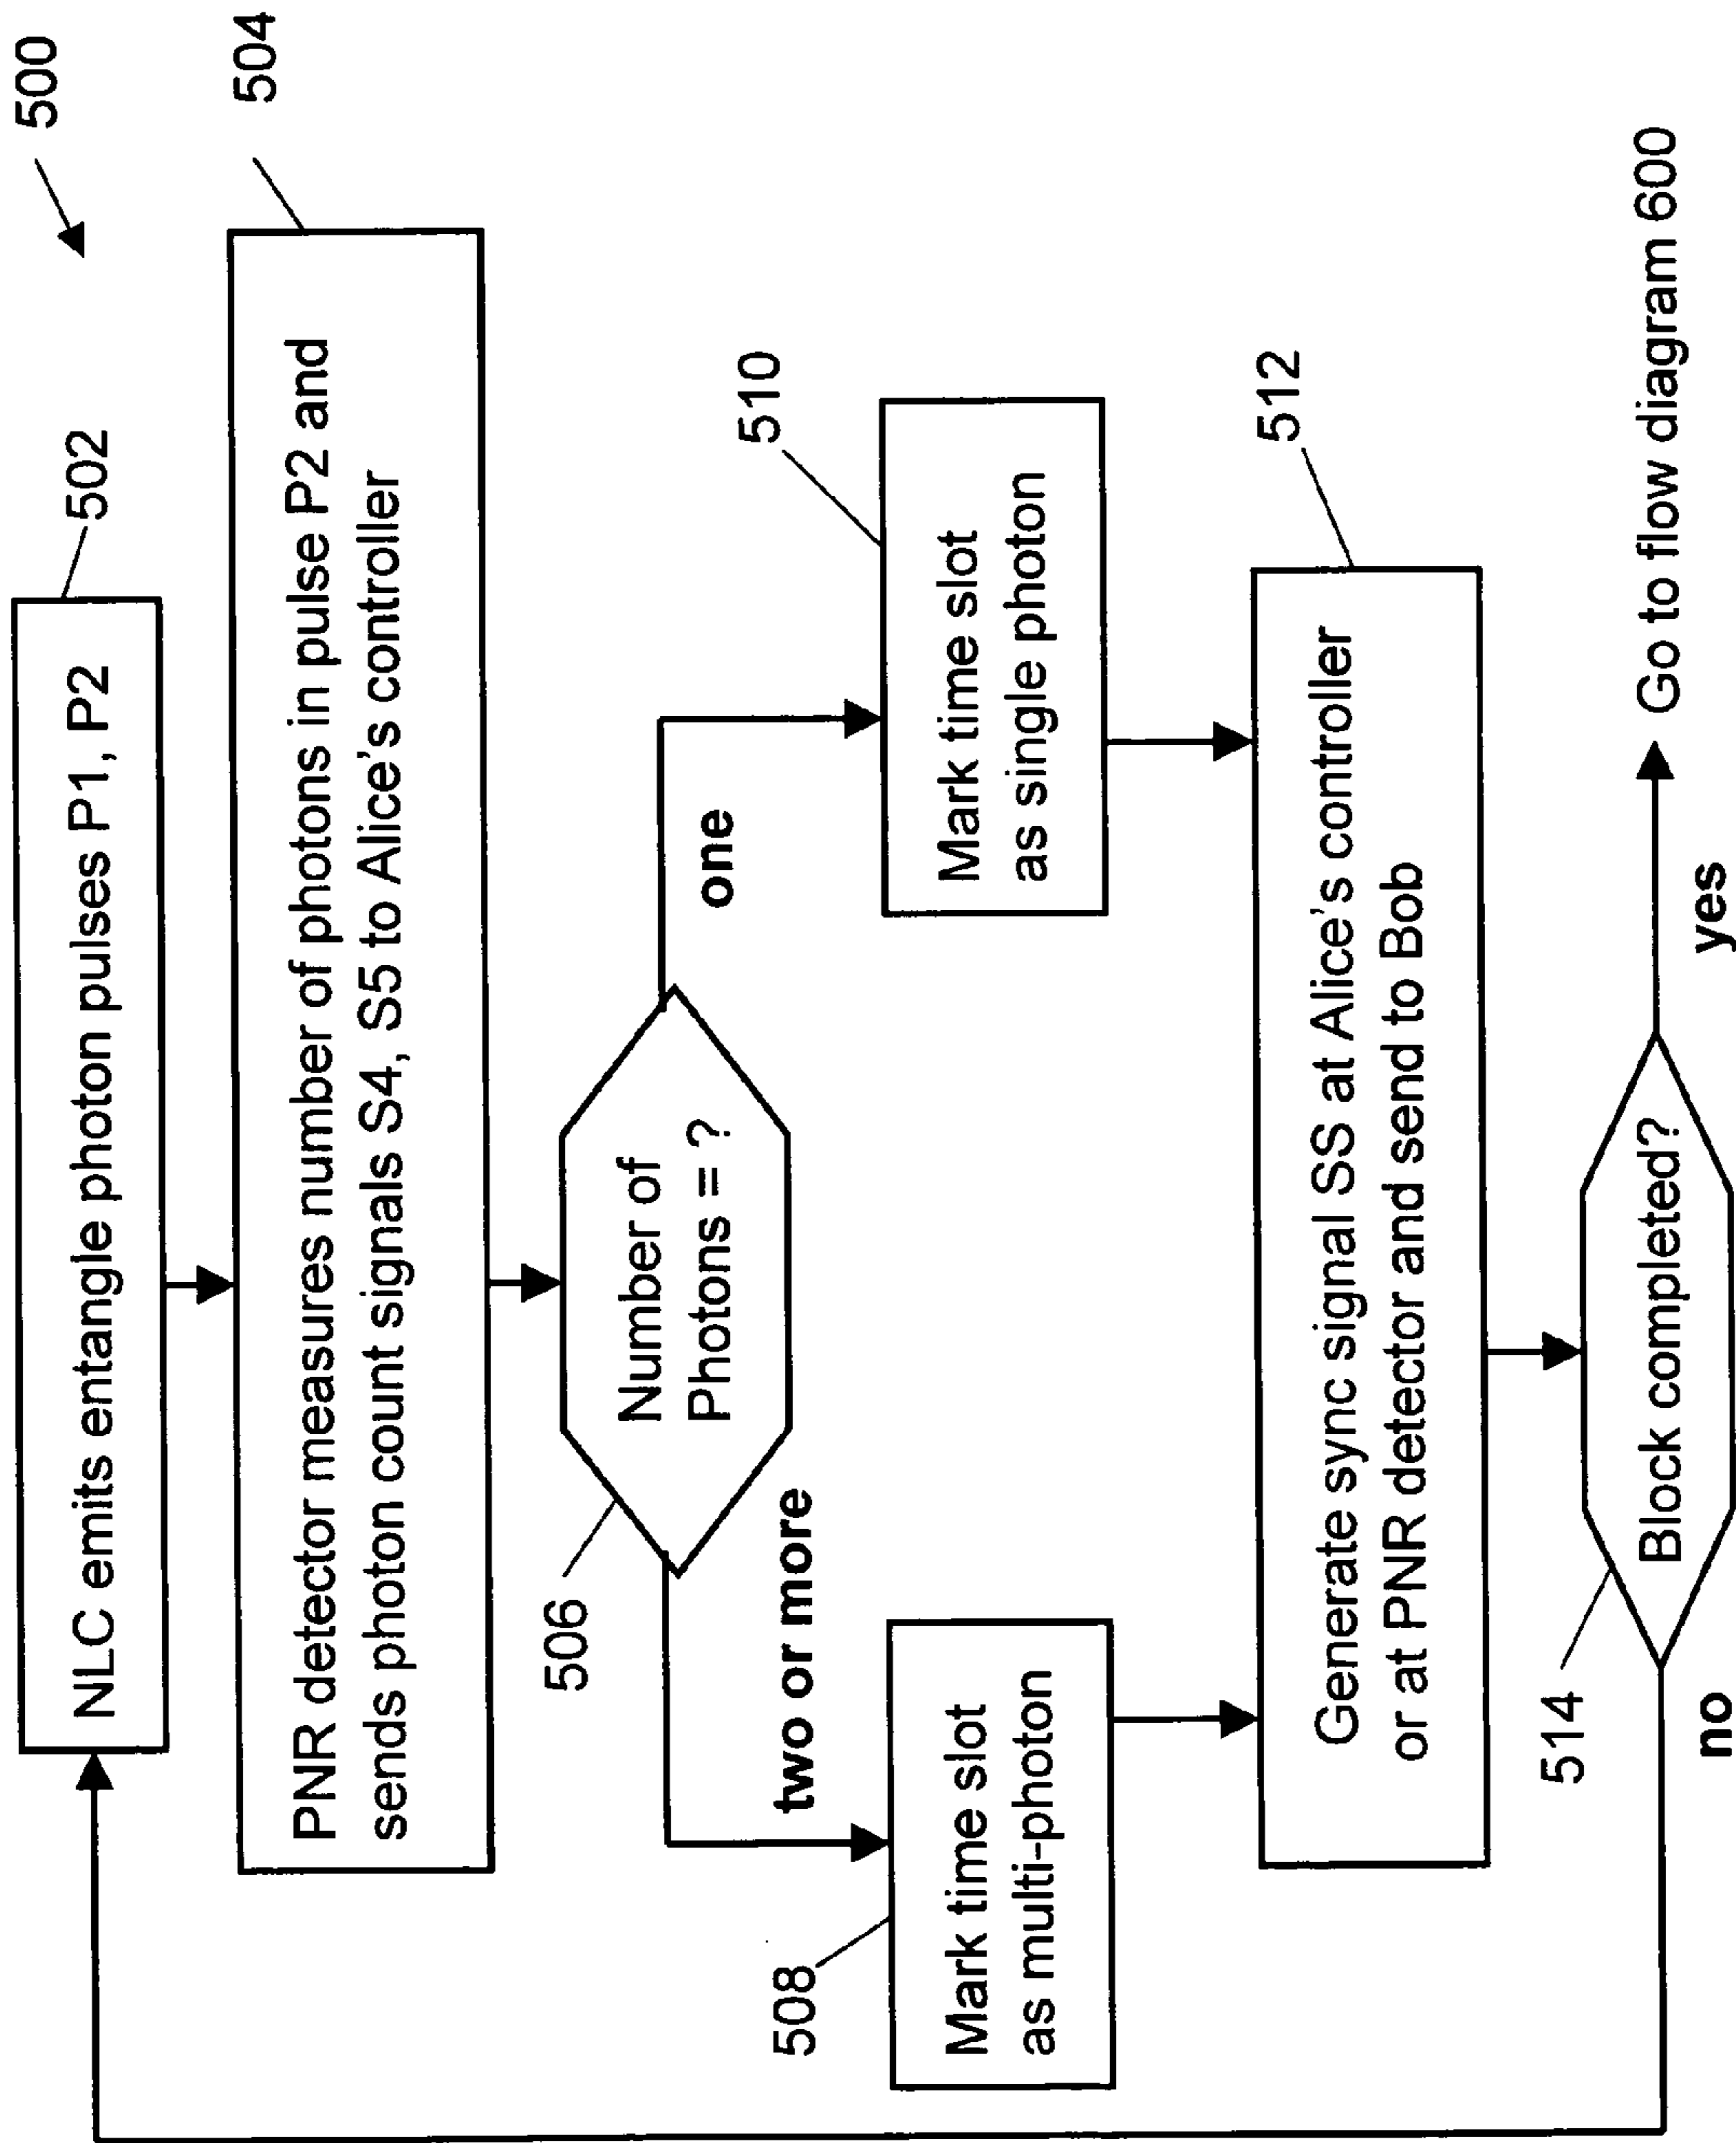 500
NLC emits entangle photon pulses P1, P2
502
504
PNR detector measures number of photons in pulse P2 and
sends photon count signals S4, S5 to Alice's controller
506
Number of
Photons = ?
two or more
one
508
Mark time slot
as multi-photon
510
Mark time slot
as single photon
512
Generate sync signal SS at Alice's controller
or at PNR detector and send to Bob
514
Block completed?
no
yes
Go to flow diagram 600